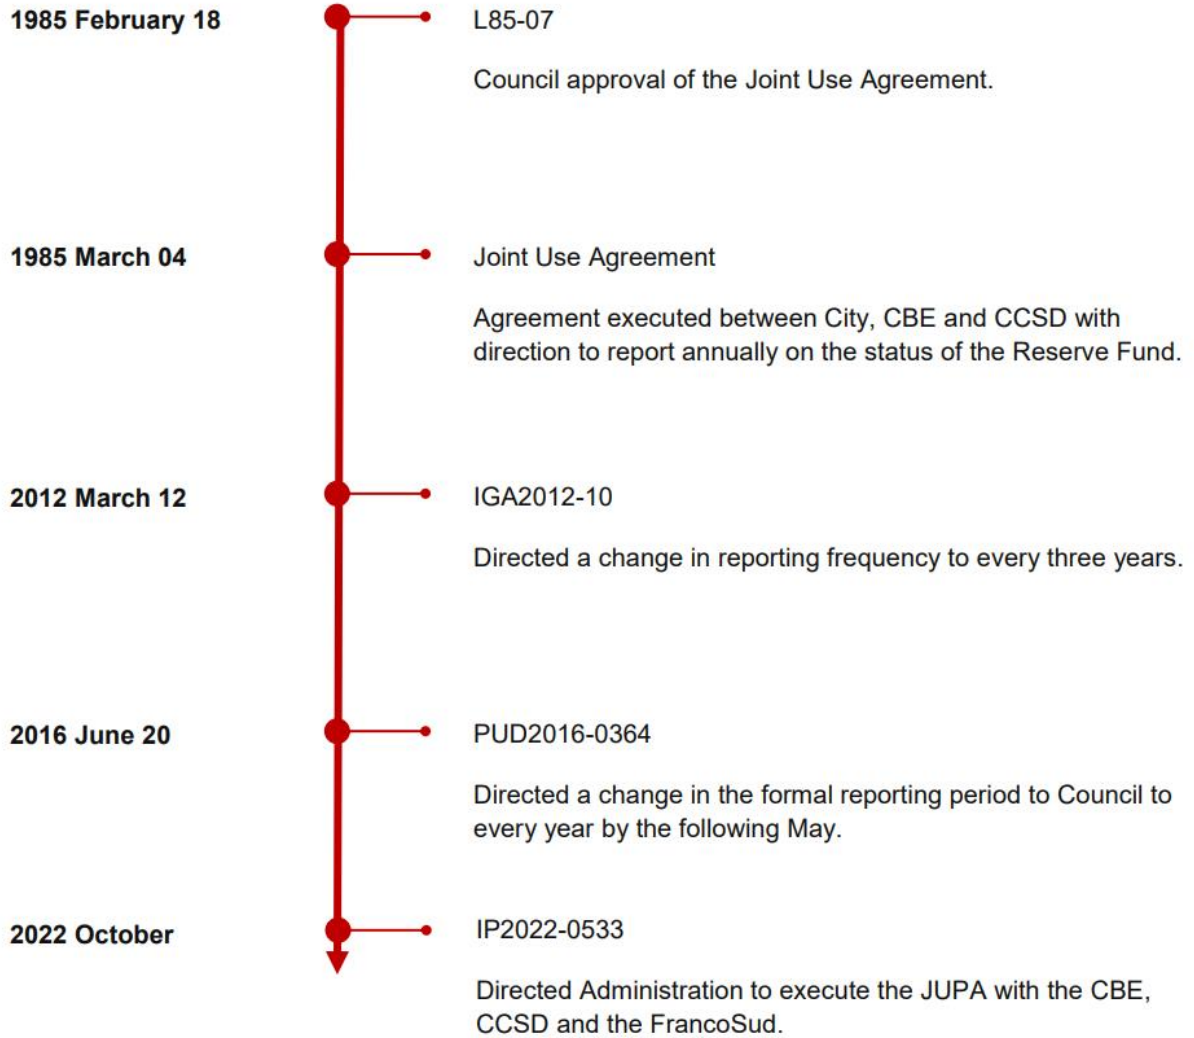 1985 February 18
L85-07
Council approval of the Joint Use Agreement.
1985 March 04
Joint Use Agreement
Agreement executed between City, CBE and CCSD with
direction to report annually on the status of the Reserve Fund.
2012 March 12
IGA2012-10
Directed a change in reporting frequency to every three years.
2016 June 20
PUD2016-0364
Directed a change in the formal reporting period to Council to
every year by the following May.
2022 October
IP2022-0533
Directed Administration to execute the JUPA with the CBE,
CCSD and the FrancoSud.